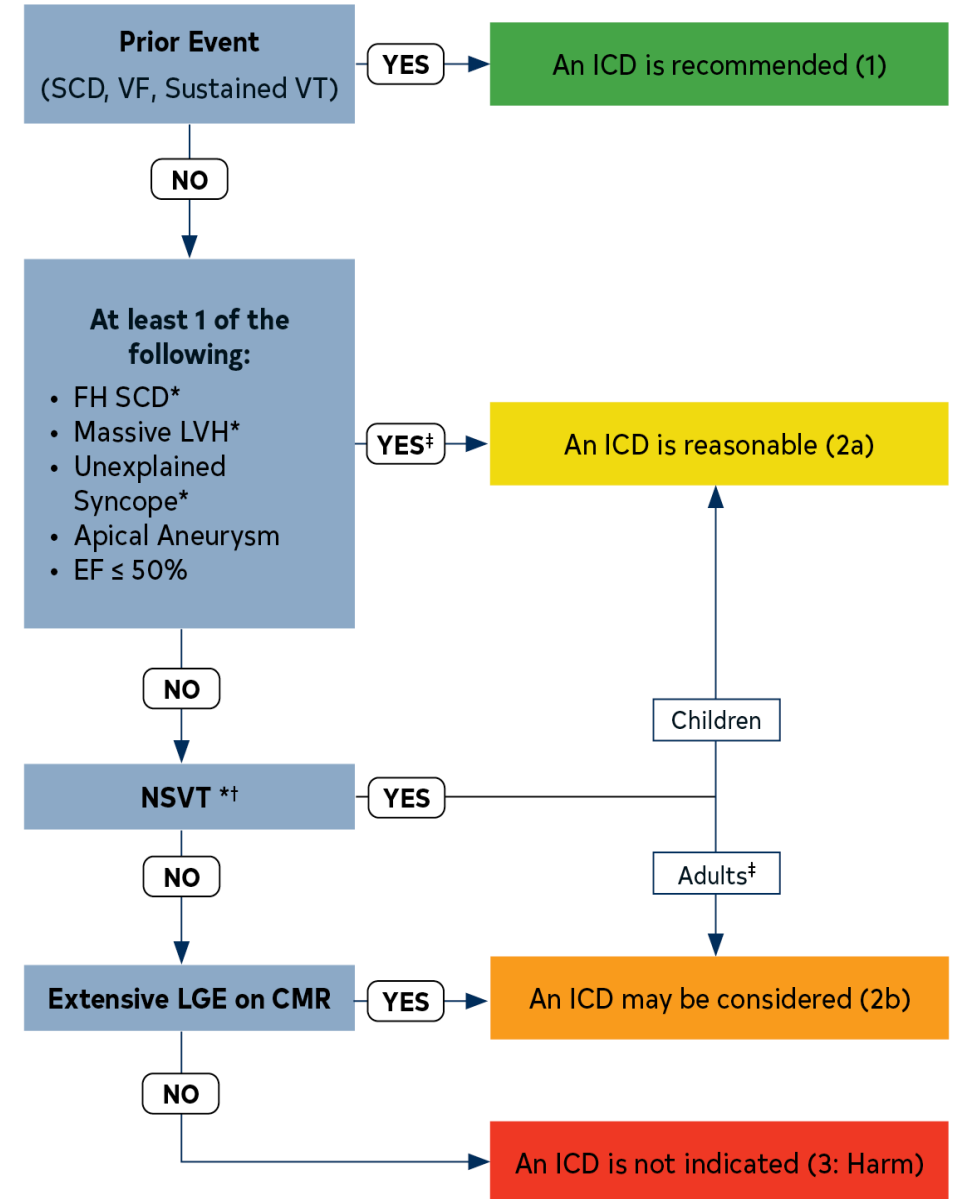 Prior Event
(SCD, VF, Sustained VT)
YES
An ICD is recommended (1)
NO
At least 1 of the
following:
• FH SCD*
• Massive LVH*
• Unexplained
Syncope*
• Apical Aneurysm
• EF ≤ 50%
YES‡
An ICD is reasonable (2a)
NO
Children
NSVT *†
YES
NO
Adults‡
Extensive LGE on CMR
YES
An ICD may be considered (2b)
NO
An ICD is not indicated (3: Harm)